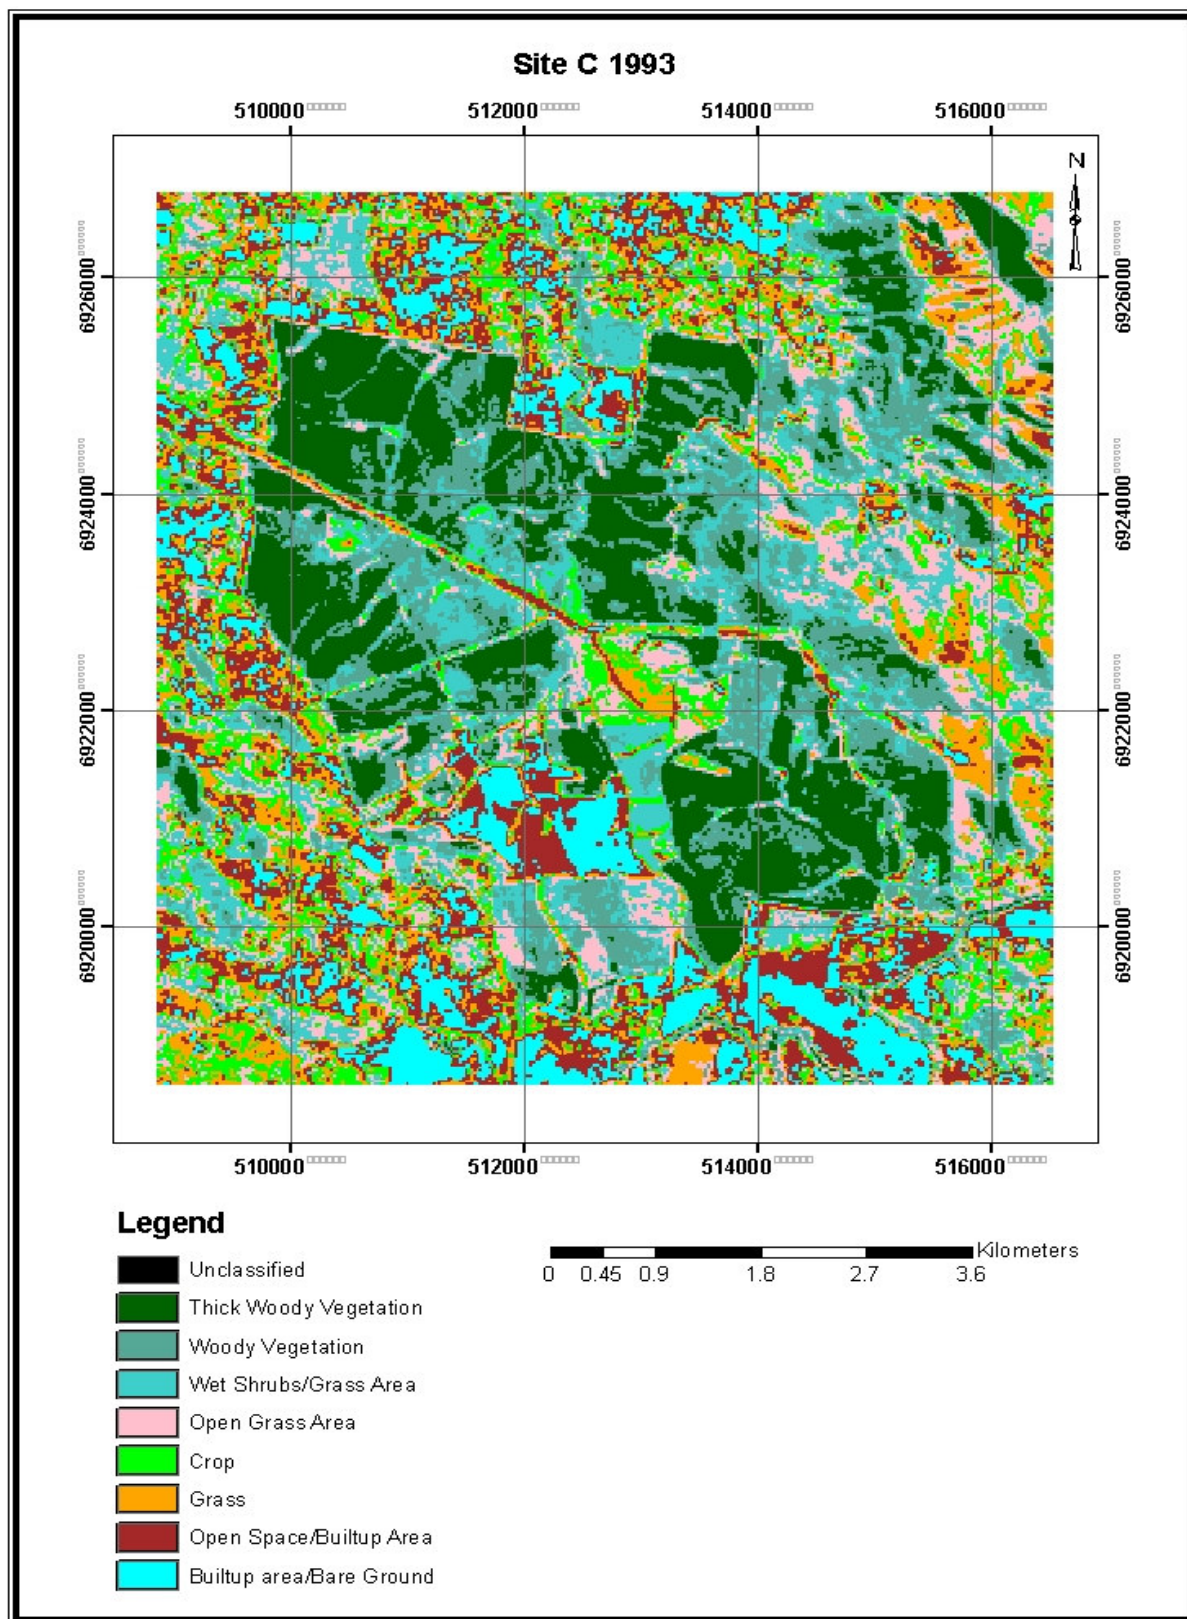 Site C 1993
510000 512000 514000 516000
N
6926000 6926000
6924000 6924000
6922000 6922000
6920000 6920000
510000 512000 514000 516000
Legend
Unclassified
Thick Woody Vegetation
Woody Vegetation
Wet Shrubs/Grass Area
Open Grass Area
Crop
Grass
Open Space/Builtup Area
Builtup area/Bare Ground
Kilometers
0 0.45 0.9 1.8 2.7 3.6